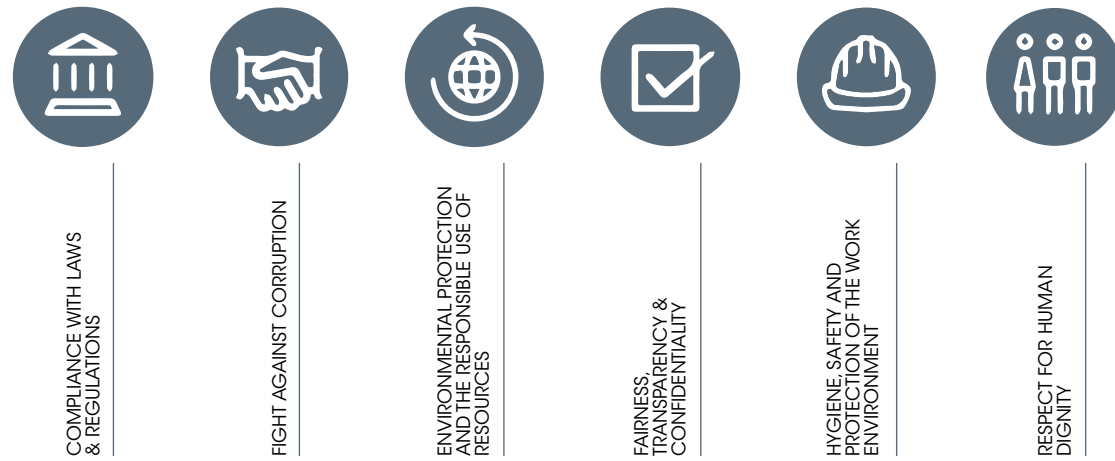 COMPLIANCE WITH LAWS
& REGULATIONS
FIGHT AGAINST CORRUPTION
ENVIRONMENTAL PROTECTION
AND THE RESPONSIBLE USE OF
RESOURCES
FAIRNESS,
TRANSPARENCY &
CONFIDENTIALITY
HYGIENE, SAFETY AND
PROTECTION OF THE WORK
ENVIRONMENT
RESPECT FOR HUMAN
DIGNITY